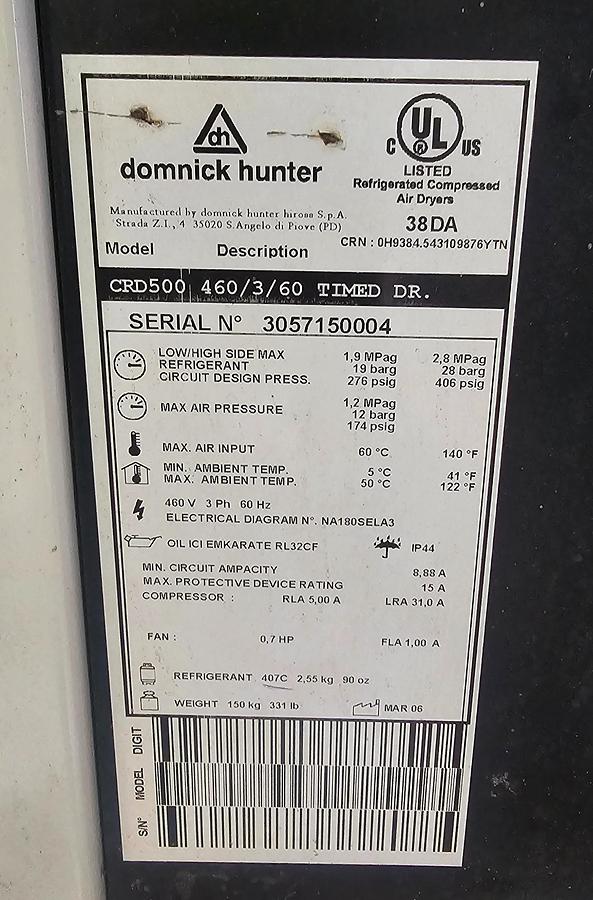 dh
domnick hunter
Manufactured by domnick hunter hiross S.p.A.
Strada Z.I., 4 35020 S.Angelo di Piove (PD)
C UL ® US
LISTED
Refrigerated Compressed
Air Dryers
38DA
CRN : 0H9384.543109876YTN
Model Description
CRD500 460/3/60 TIMED DR.
SERIAL N° 3057150004
LOW/HIGH SIDE MAX 1,9 MPag 2,8 MPag
REFRIGERANT 19 barg 28 barg
CIRCUIT DESIGN PRESS. 276 psig 406 psig
MAX AIR PRESSURE 1,2 MPag
12 barg
174 psig
MAX. AIR INPUT 60 °C 140 °F
MIN. AMBIENT TEMP. 5 °C 41 °F
MAX. AMBIENT TEMP. 50 °C 122 °F
460 V 3 Ph 60 Hz
ELECTRICAL DIAGRAM N°. NA180SELA3
OIL ICI EMKARATE RL32CF IP44
MIN. CIRCUIT AMPACITY 8,88 A
MAX. PROTECTIVE DEVICE RATING 15 A
COMPRESSOR : RLA 5,00 A LRA 31,0 A
FAN : 0,7 HP FLA 1,00 A
REFRIGERANT 407C 2,55 kg 90 oz
WEIGHT 150 kg 331 lb MAR 06
DIGIT
MODEL
S/N°